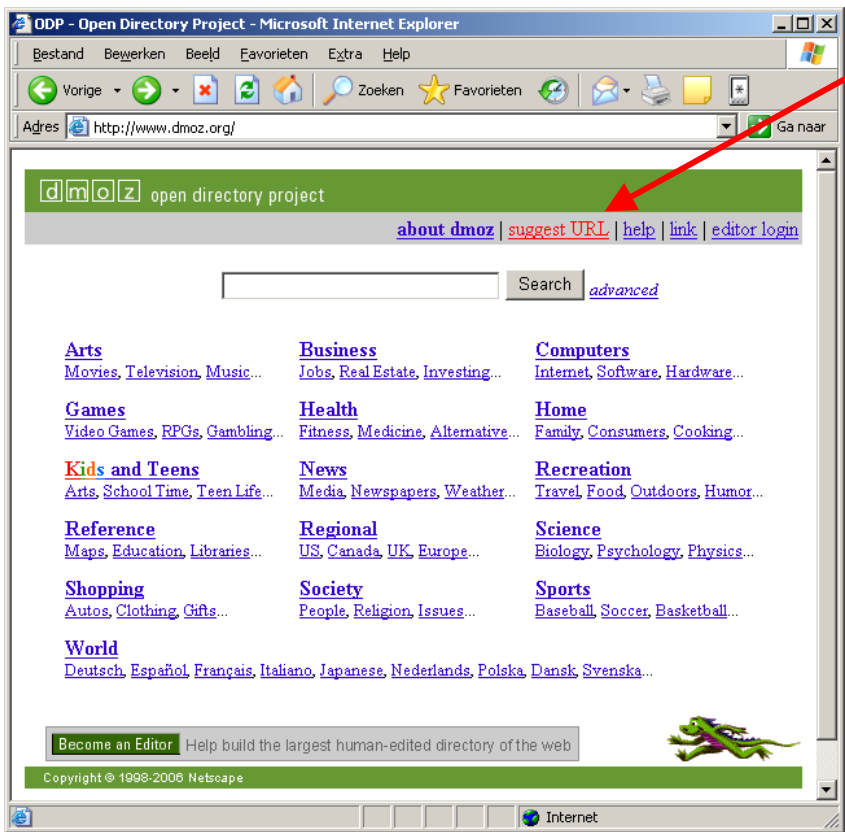 ODP - Open Directory Project - Microsoft Internet Explorer
Bestand Bewerken Beeld Favorieten Extra Help
Vorige Zoeken Favorieten
Adres http://www.dmoz.org/ Ga naar
dmoz open directory project
about dmoz | suggest URL | help | link | editor login
Search advanced
Arts Business Computers
Movies, Television, Music... Jobs, Real Estate, Investing... Internet, Software, Hardware...
Games Health Home
Video Games, RPGs, Gambling... Fitness, Medicine, Alternative... Family, Consumers, Cooking...
Kids and Teens News Recreation
Arts, School Time, Teen Life... Media, Newspapers, Weather... Travel, Food, Outdoors, Humor...
Reference Regional Science
Maps, Education, Libraries... US, Canada, UK, Europe... Biology, Psychology, Physics...
Shopping Society Sports
Autos, Clothing, Gifts... People, Religion, Issues... Baseball, Soccer, Basketball...
World
Deutsch, Español, Français, Italiano, Japanese, Nederlands, Polska, Dansk, Svenska...
Become an Editor Help build the largest human-edited directory of the web
Copyright © 1998-2006 Netscape
Internet